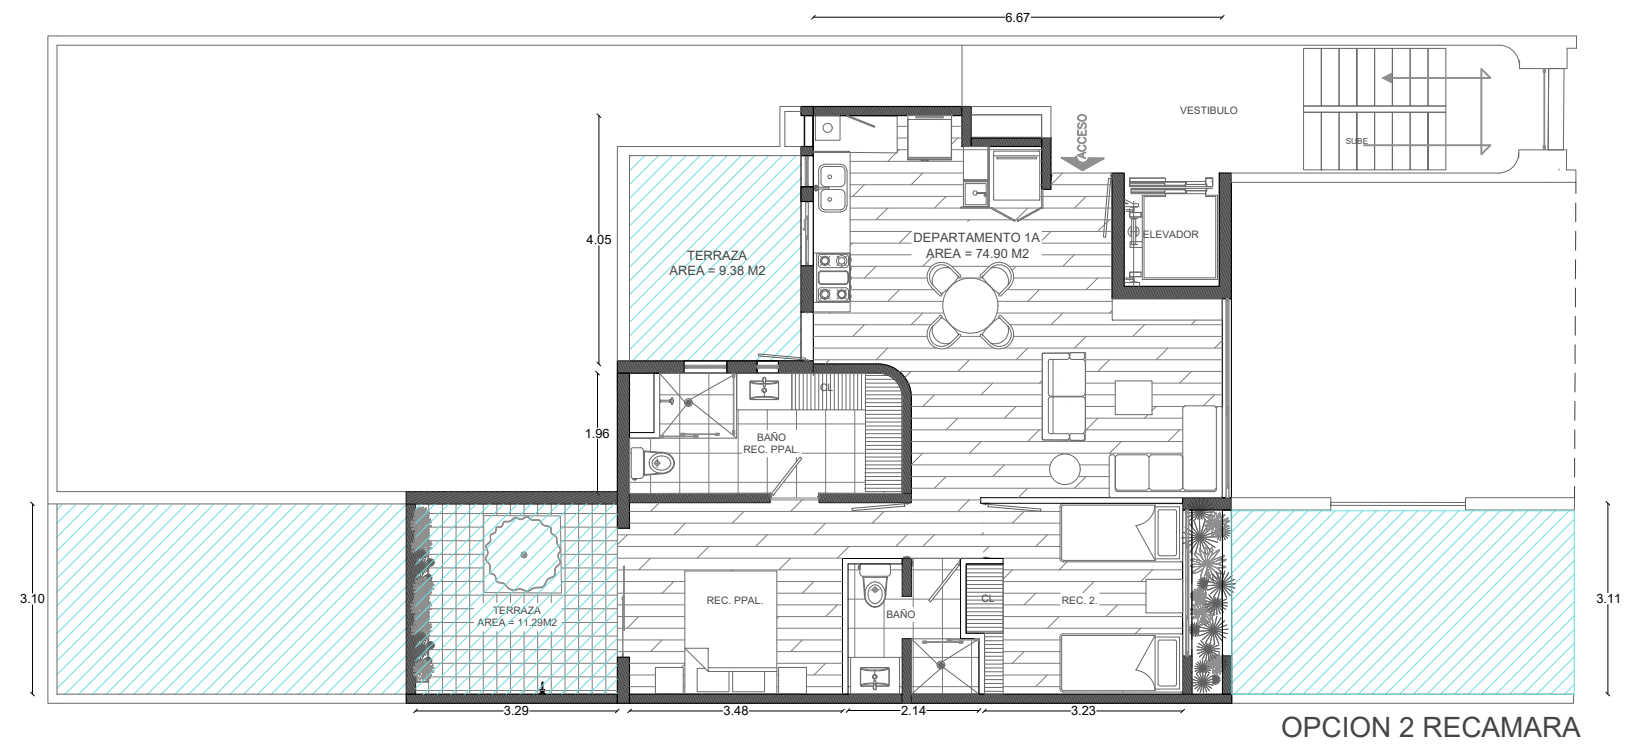 6.67
VESTIBULO
ACCESO
SUBE
4.05
DEPARTAMENTO 1A
AREA = 74.90 M2
ELEVADOR
TERRAZA
AREA = 9.38 M2
CL
1.96
BAÑO
REC. PPAL.
3.10
TERRAZA
AREA = 11.29M2
REC. PPAL.
BAÑO
CL
REC. 2.
3.11
3.29
3.48
2.14
3.23
OPCION 2 RECAMARA